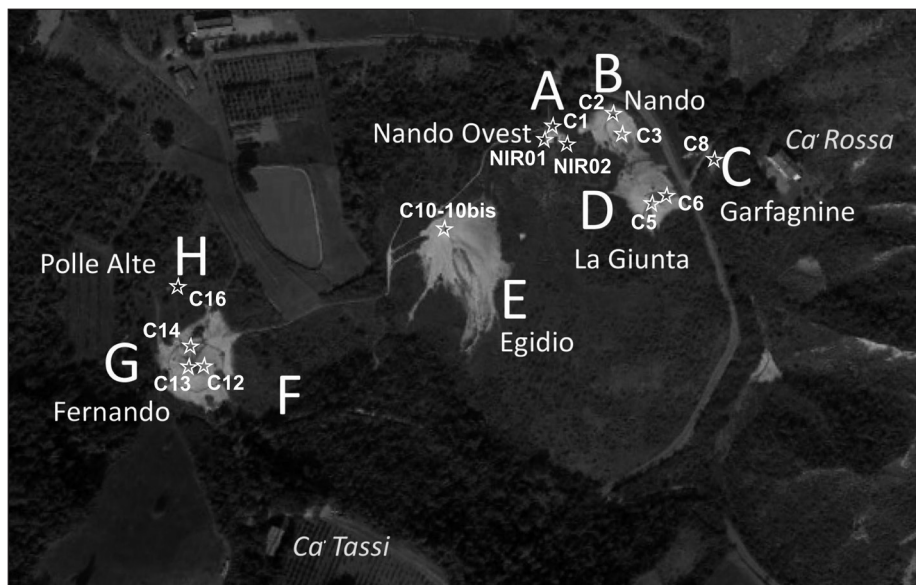 B
C2
Nando
A
C1
Nando Ovest
C3
NIR01
NIR02
C8
Ca' Rossa
C
Garfagnine
D
C5
C6
La Giunta
C10-10bis
E
Egidio
Polle Alte
H
C16
C14
G
C13
C12
Fernando
F
Ca' Tassi